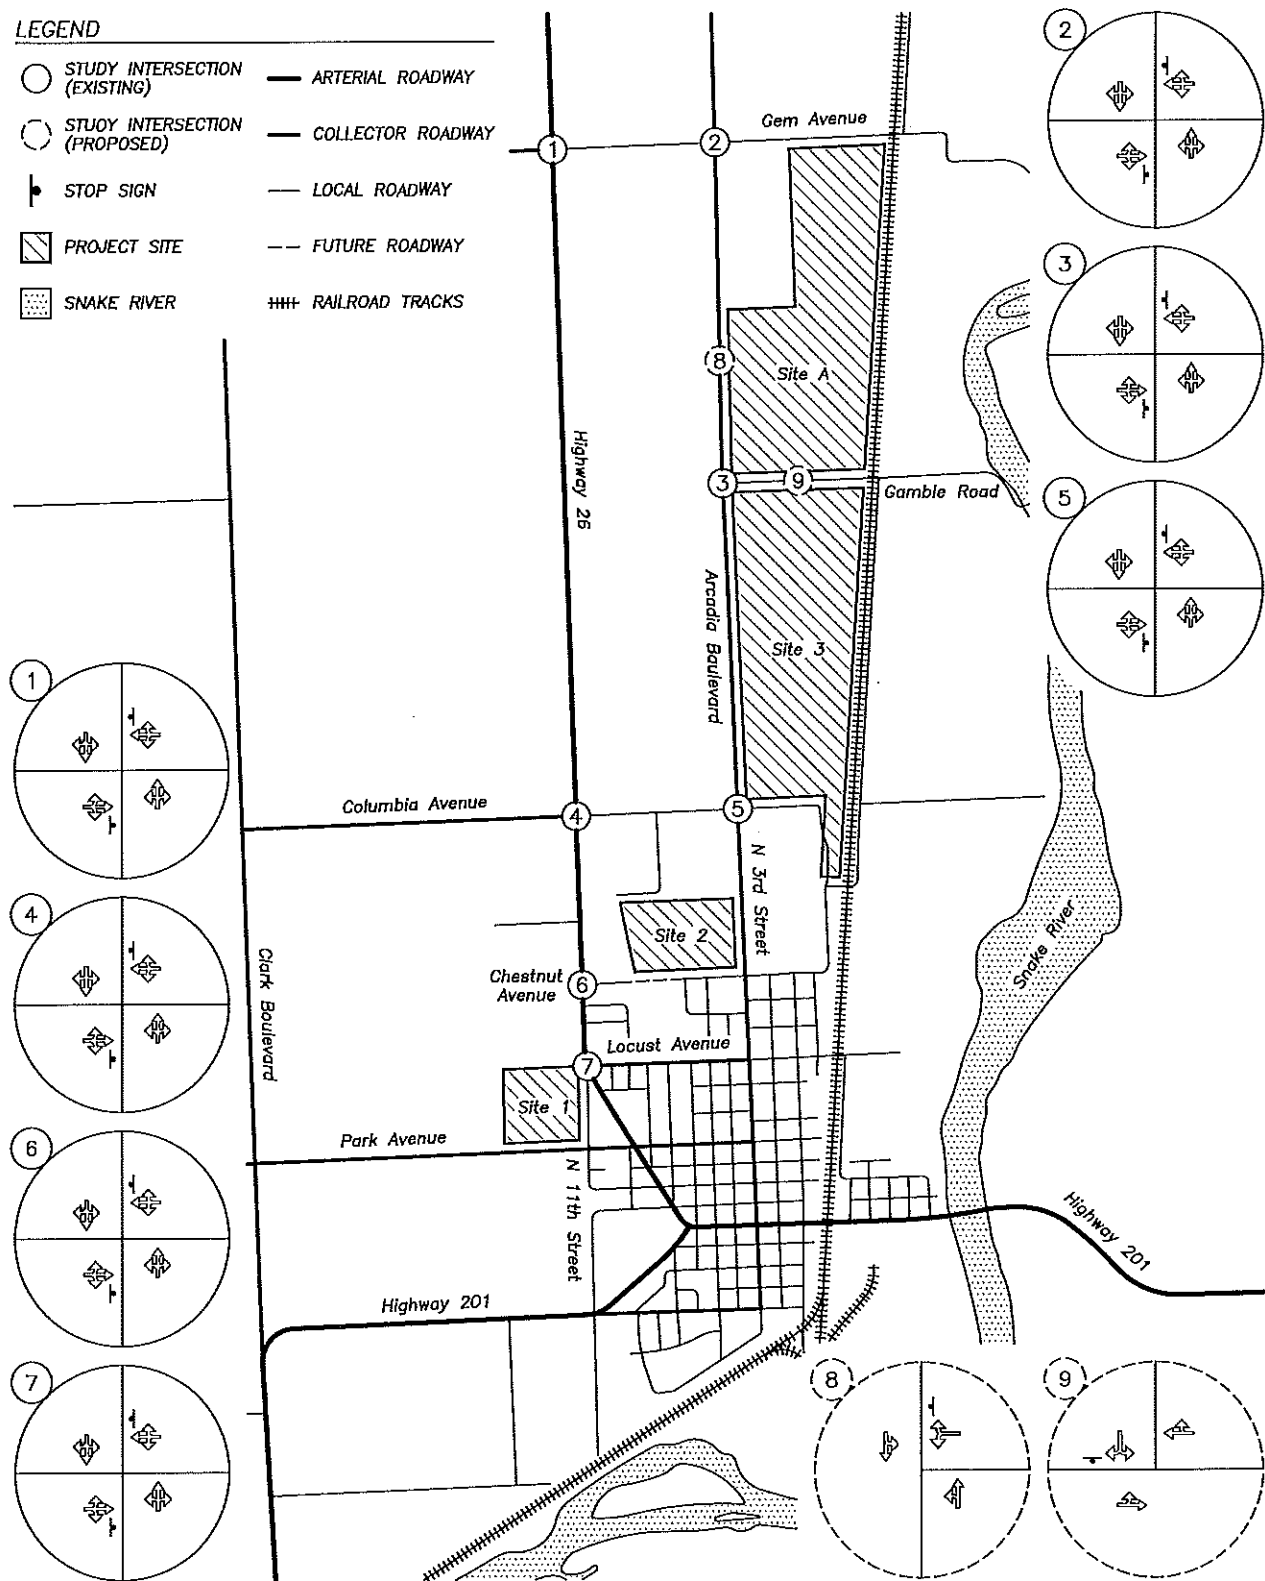 LEGEND
STUDY INTERSECTION
(EXISTING)
ARTERIAL ROADWAY
STUOY INTERSECTION
(PROPOSED)
COLLECTOR ROADWAY
STOP SIGN
LOCAL ROADWAY
PROJECT SITE
FUTURE ROADWAY
SNAKE RIVER
RAILROAD TRACKS
1
2
Gem Avenue
8
Site A
Highway 26
3
9
Gamble Road
Arcadia Baulevard
Site 3
Columbia Avenue
4
5
N 3rd Street
Site 2
Chestnut
Avenue
6
Clark Boulevard
Snake River
Locust Avenue
7
Site 1
Park Avenue
N 11th Street
Highway 201
Highway 201
2
3
5
1
4
6
7
8
9